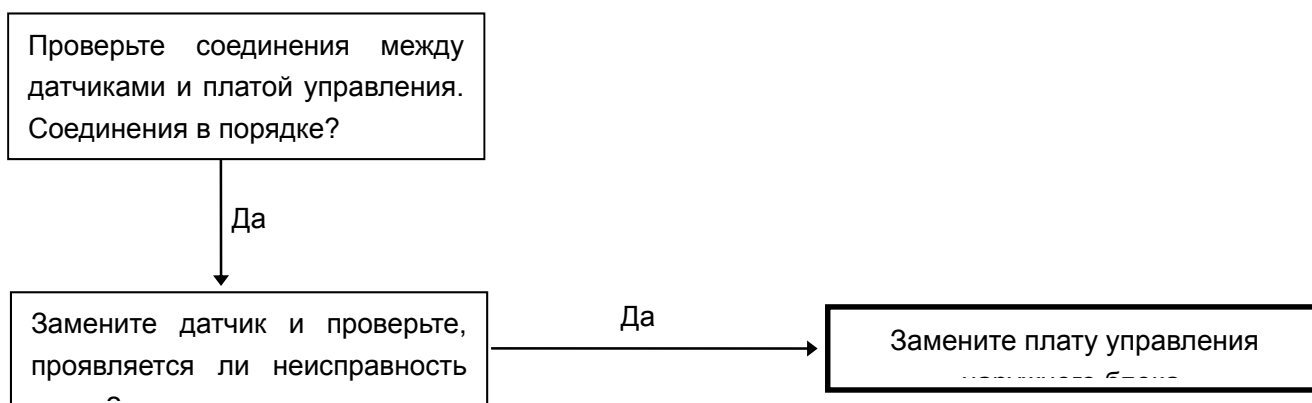 Проверьте соединения между
датчиками и платой управления.
Соединения в порядке?
Да
Замените датчик и проверьте,
проявляется ли неисправность
Да
Замените плату управления